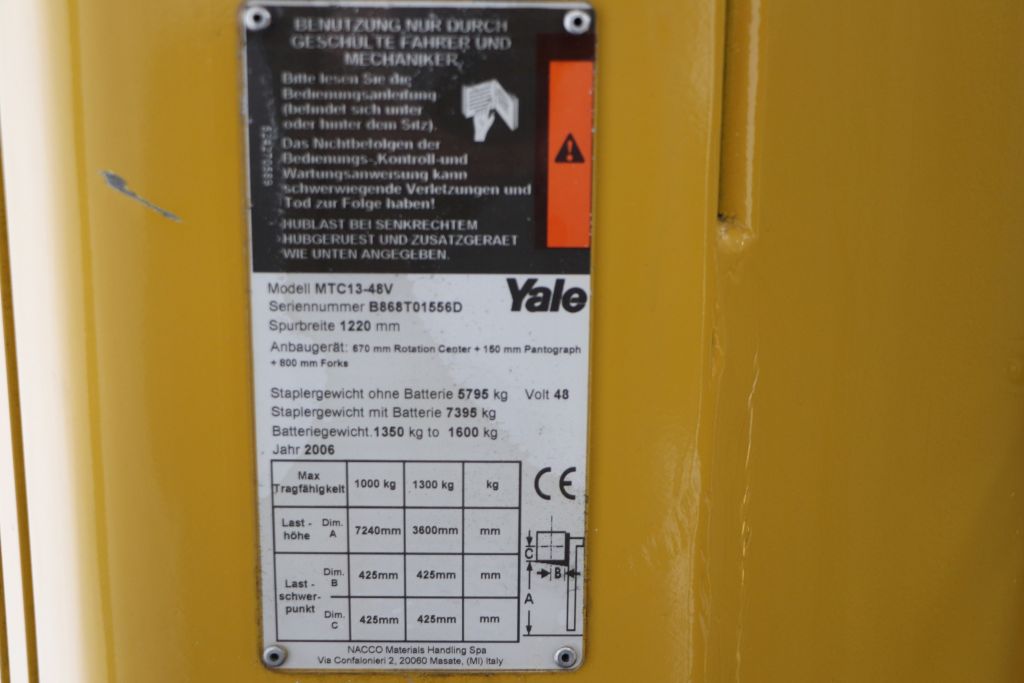 BENUTZUNG NUR DURCH
GESCHULTE FAHRER UND
MECHANIKER
Bitte lesen Sie die
Bedienungsanleitung
(befindet sich unter
oder hinter dem Sitz).
Das Nichtbefolgen der
Bedienungs-,Kontroll-und
Wartungsanweisung kann
schwerwiegende Verletzungen und
Tod zur Folge haben!
HUBLAST BEI SENKRECHTEM
HUBGERUEST UND ZUSATZGERAET
WIE UNTEN ANGEGEBEN.
524270589
Yale
Modell MTC13-48V
Seriennummer B868T01556D
Spurbreite 1220 mm
Anbaugerät: 670 mm Rotation Center + 150 mm Pantograph
+ 800 mm Forks
Staplergewicht ohne Batterie 5795 kg Volt 48
Staplergewicht mit Batterie 7395 kg
Batteriegewicht.1350 kg to 1600 kg
Jahr 2006
Max Tragfähigkeit 1000 kg 1300 kg kg
Last - höhe Dim. A 7240mm 3600mm mm
Last - schwer- punkt Dim. B 425mm 425mm mm
Dim. C 425mm 425mm mm
CE
C
B
A
NACCO Materials Handling Spa
Via Confalonieri 2, 20060 Masate, (MI) Italy